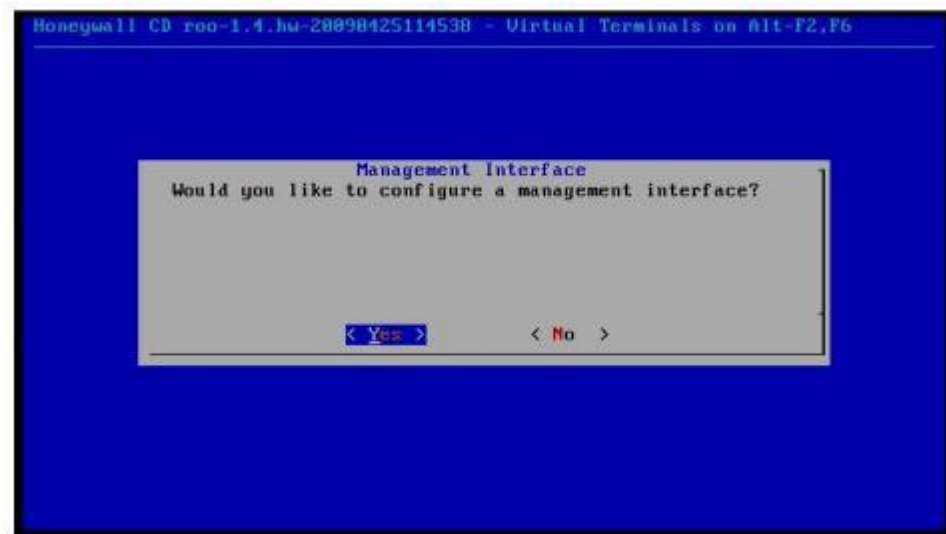 Honeywall CD roo-1.4.hw-20090425114538 - Virtual Terminals on Alt-F2,F6
Management Interface
Would you like to configure a management interface?
< Yes > < No >